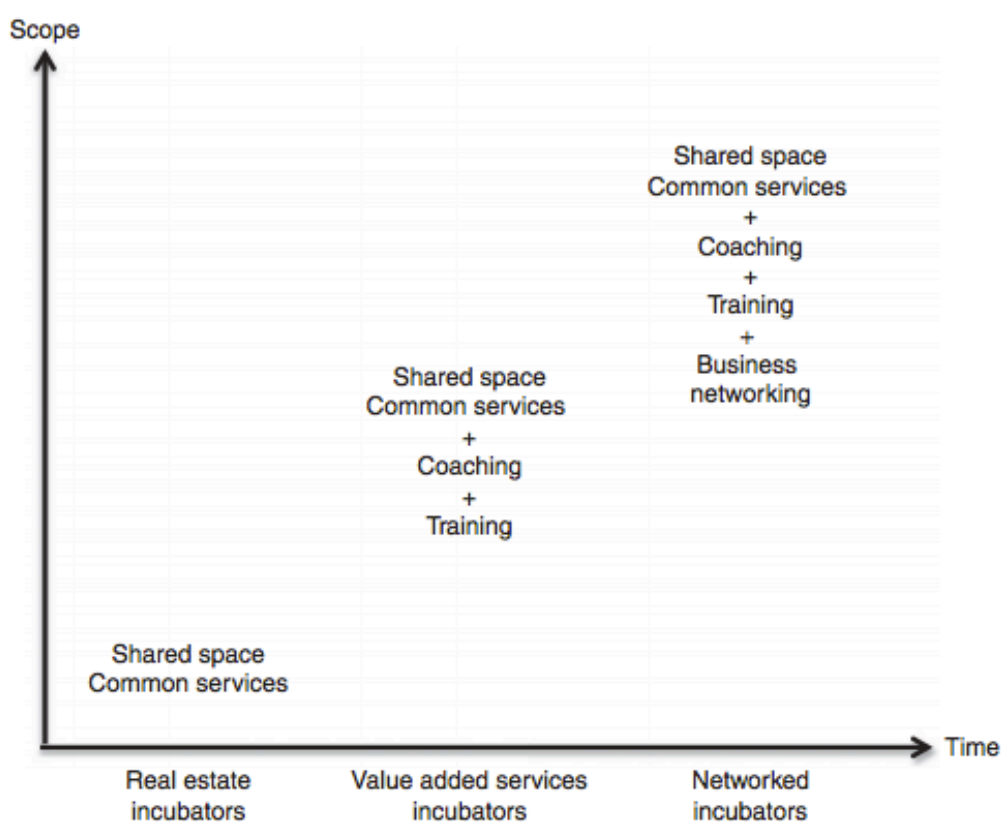 Scope
Shared space
Common services
+
Coaching
+
Training
+
Business
networking
Shared space
Common services
+
Coaching
+
Training
Shared space
Common services
Time
Real estate
incubators
Value added services
incubators
Networked
incubators